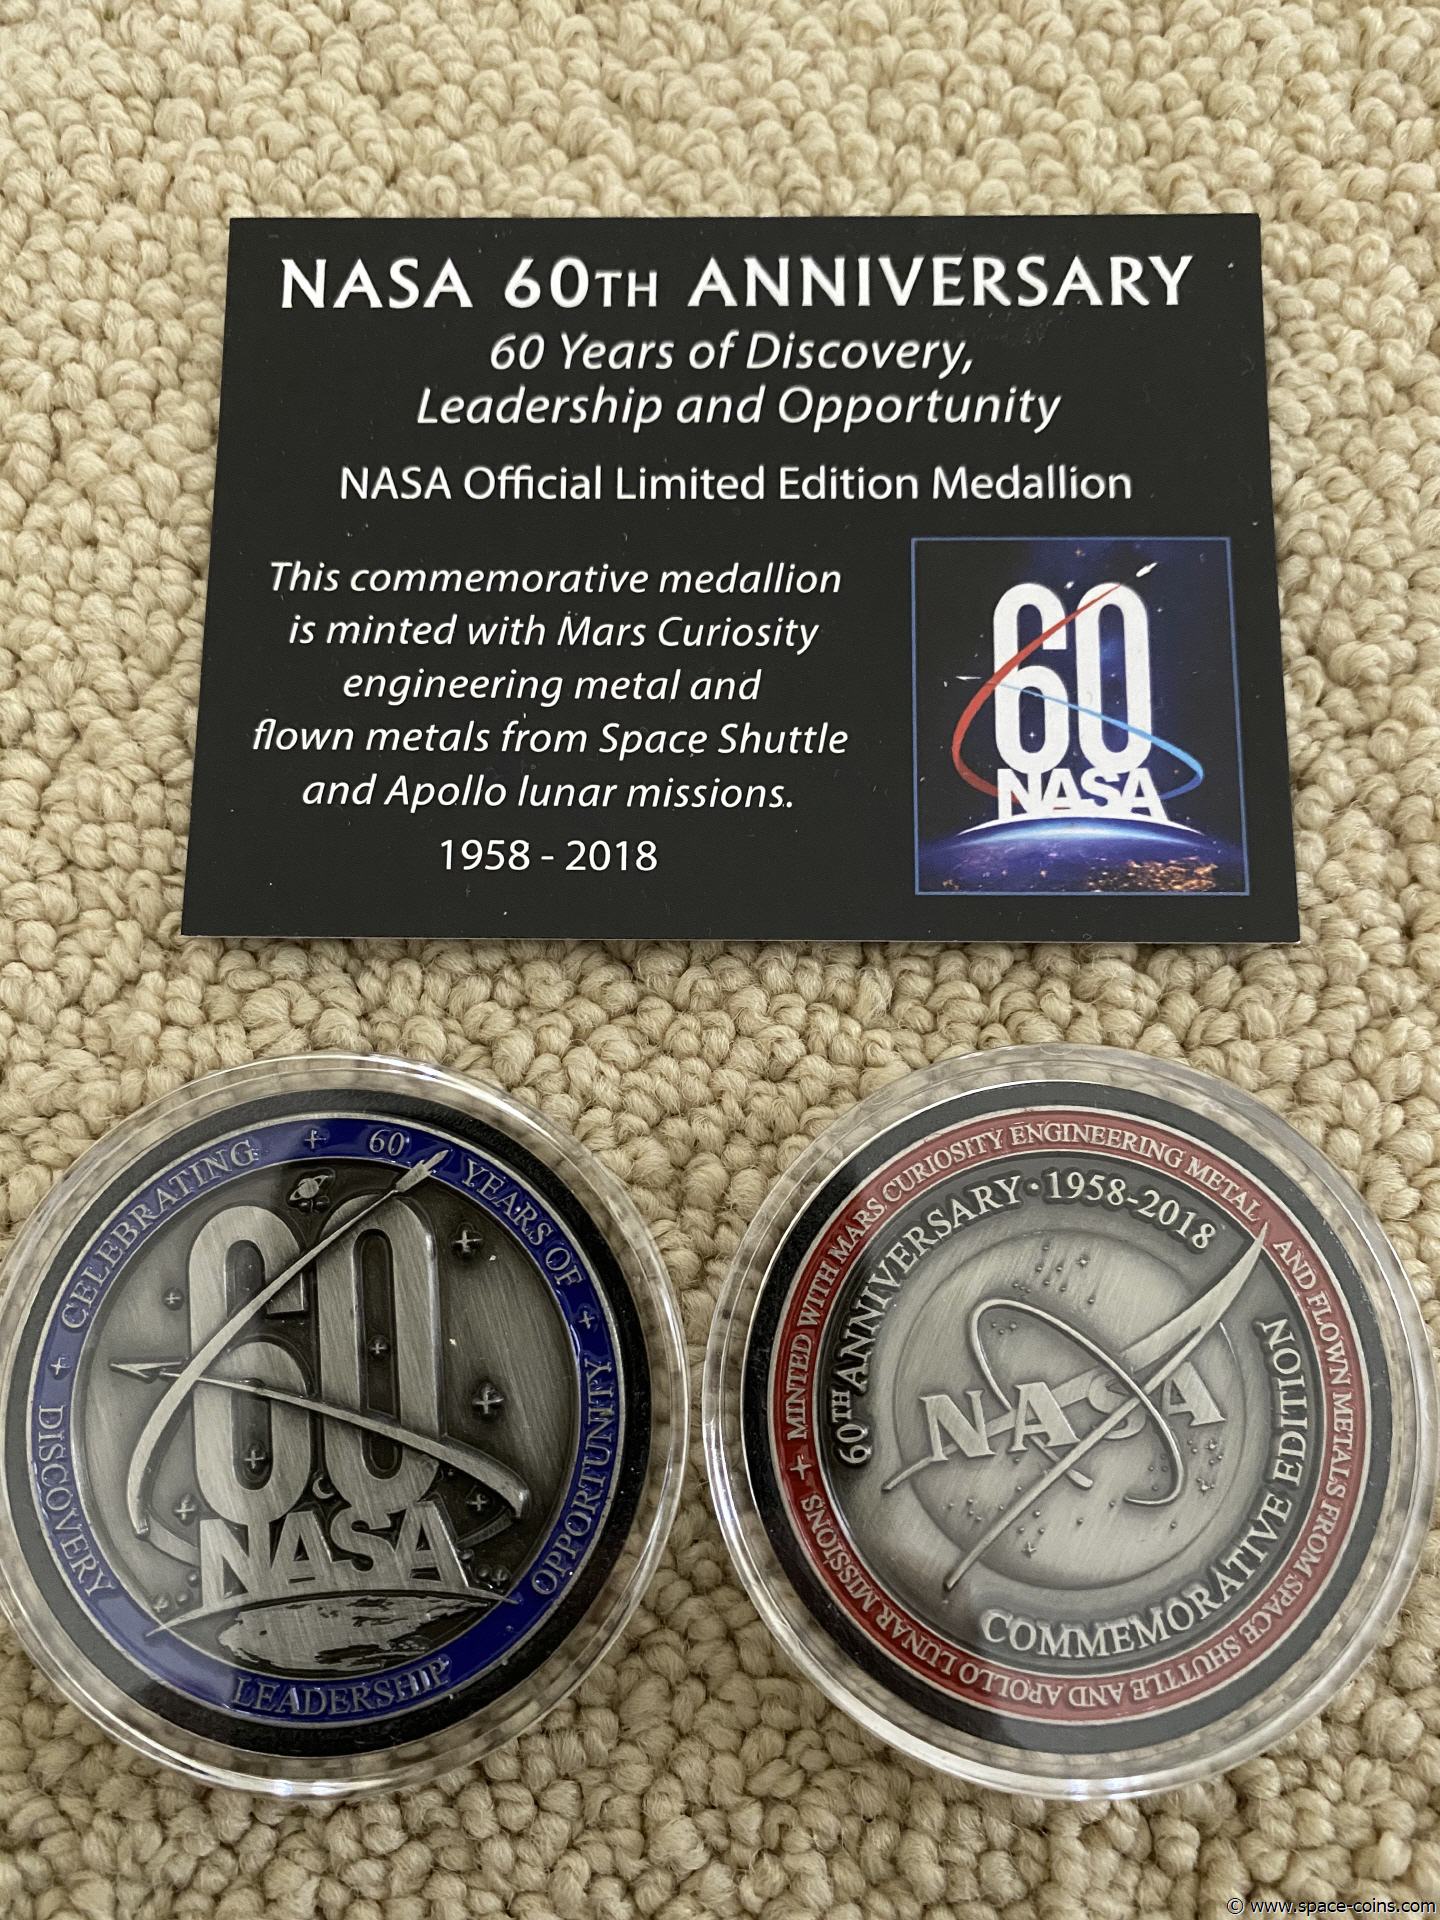 NASA 60TH ANNIVERSARY
60 Years of Discovery,
Leadership and Opportunity
NASA Official Limited Edition Medallion
This commemorative medallion
is minted with Mars Curiosity
engineering metal and
flown metals from Space Shuttle
and Apollo lunar missions.
1958 - 2018
60
NASA
CELEBRATING + 60 YEARS OF + OPPORTUNITY
LEADERSHIP
DISCOVERY +
60
NASA
+ MINTED WITH MARS CURIOSITY ENGINEERING METAL AND FLOWN METALS FROM SPACE SHUTTLE AND APOLLO LUNAR MISSIONS
60TH ANNIVERSARY · 1958-2018
NASA
COMMEMORATIVE EDITION
© www.space-coins.com